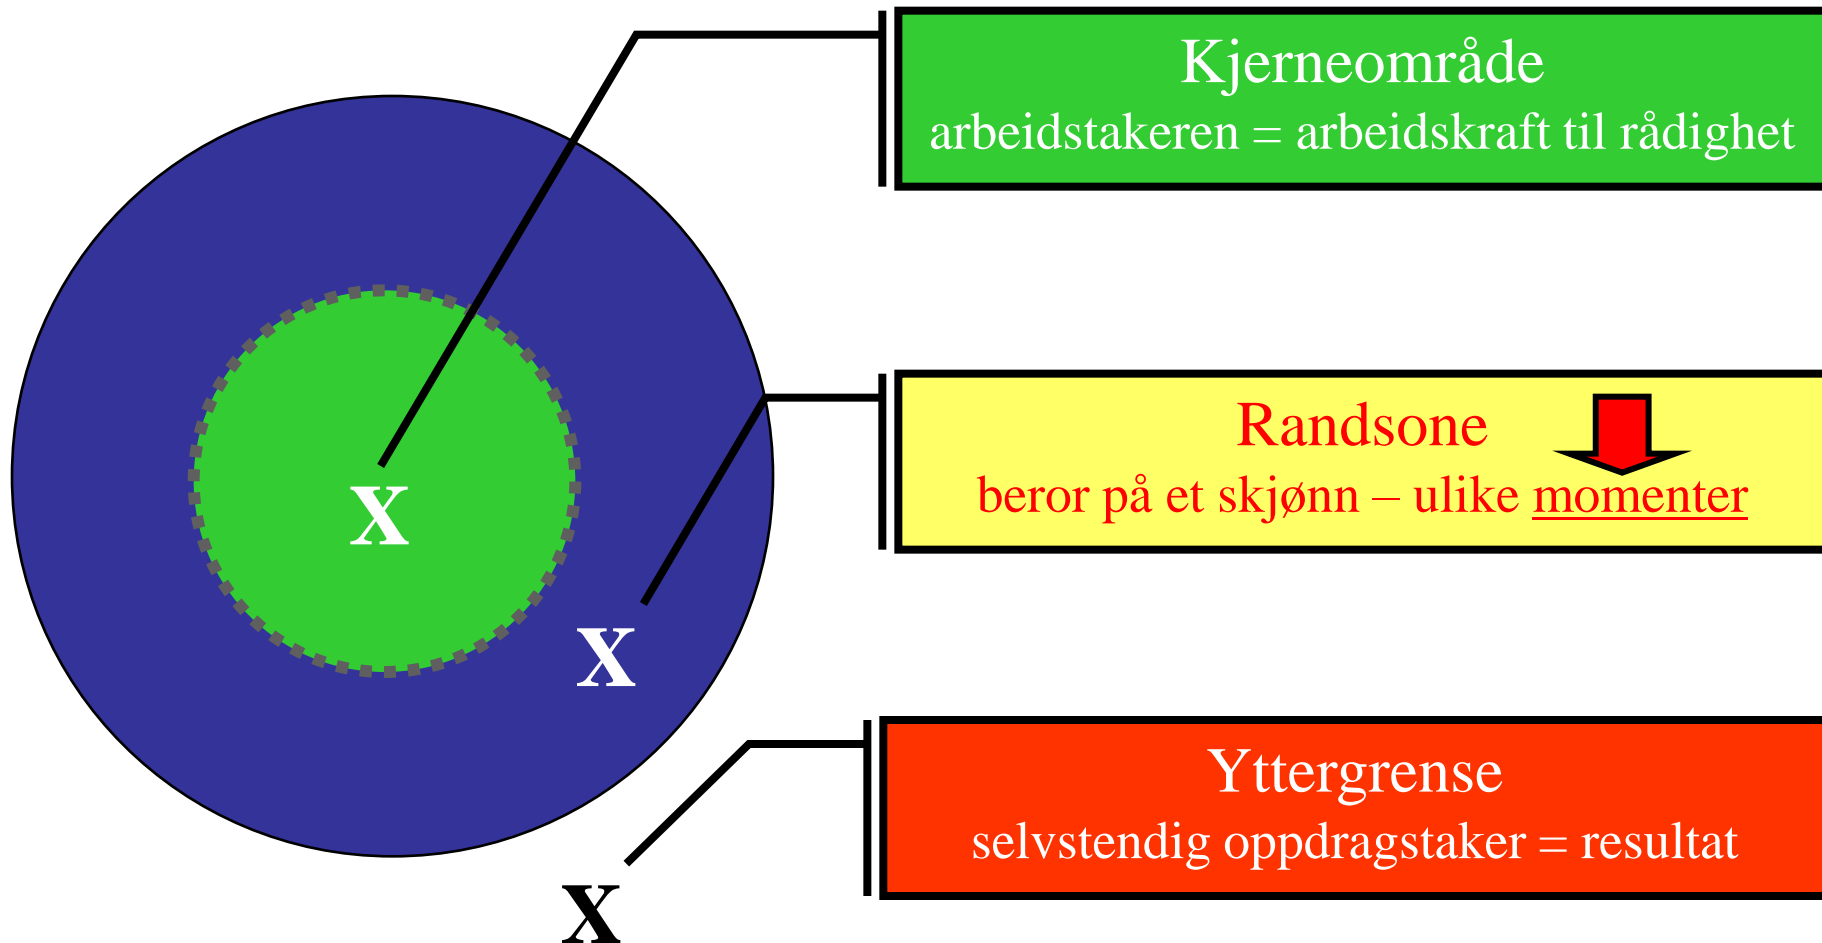 Kjerneområde
arbeidstakeren = arbeidskraft til rådighet
Randsone
beror på et skjønn – ulike momenter
x
x
Yttergrense
selvstendig oppdragstaker = resultat
x